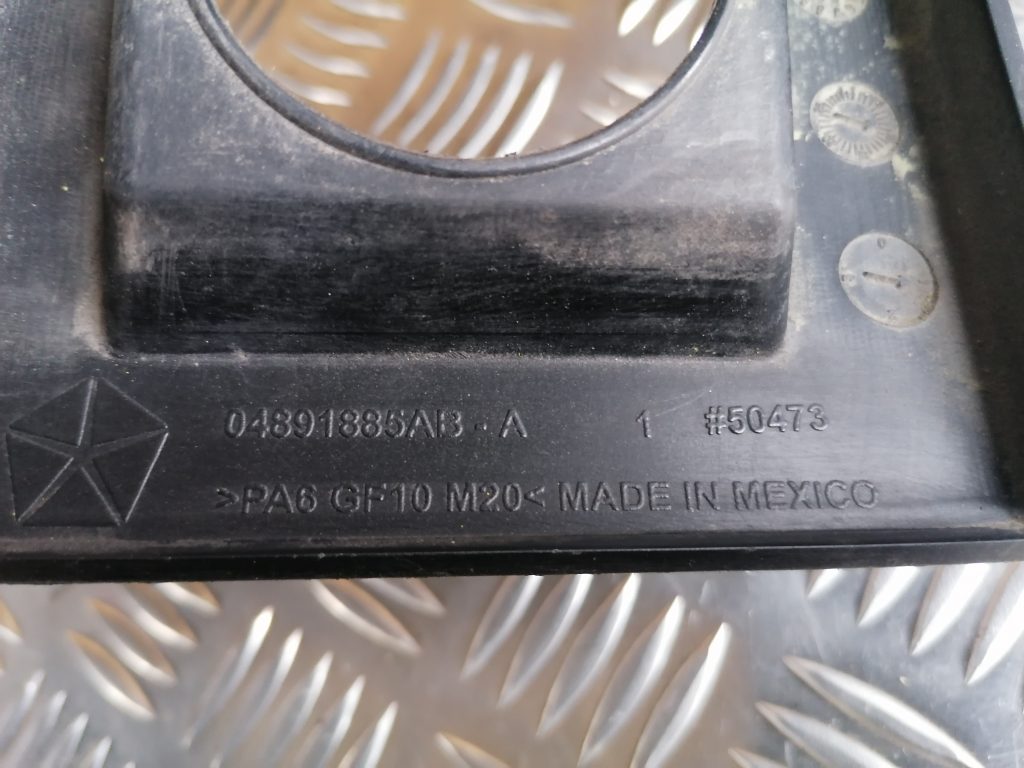 04891885AB - A 1 #50473
>PA6 GF10 M20< MADE IN MEXICO